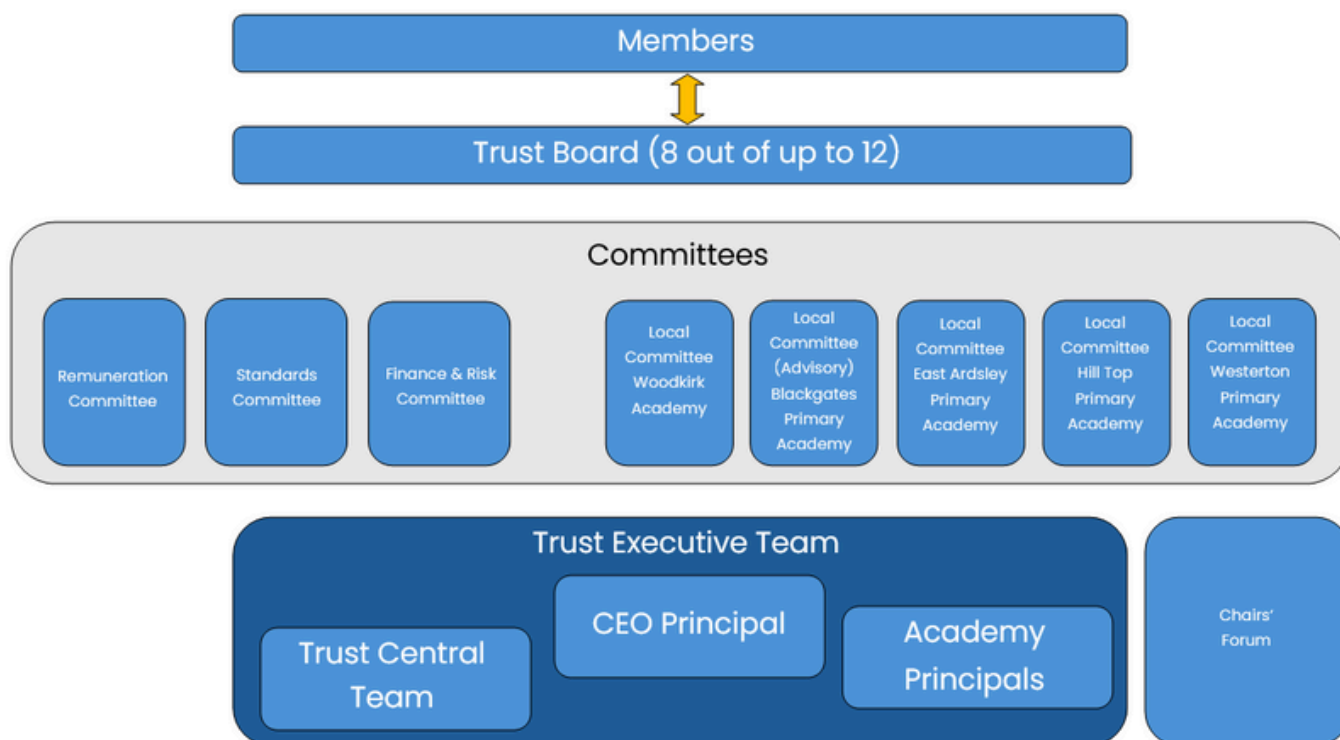 Members
Trust Board (8 out of up to 12)
Committees
Remuneration
Committee
Standards
Committee
Finance & Risk
Committee
Local
Committee
Woodkirk
Academy
Local
Committee
(Advisory)
Blackgates
Primary
Academy
Local
Committee
East Ardsley
Primary
Academy
Local
Committee
Hill Top
Primary
Academy
Local
Committee
Westerton
Primary
Academy
Trust Executive Team
Trust Central
Team
CEO Principal
Academy
Principals
Chairs’
Forum